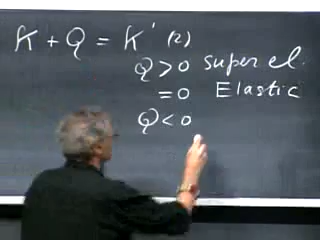 K + Q = K' (2)
Q > 0 super el.
= 0 Elastic
Q < 0